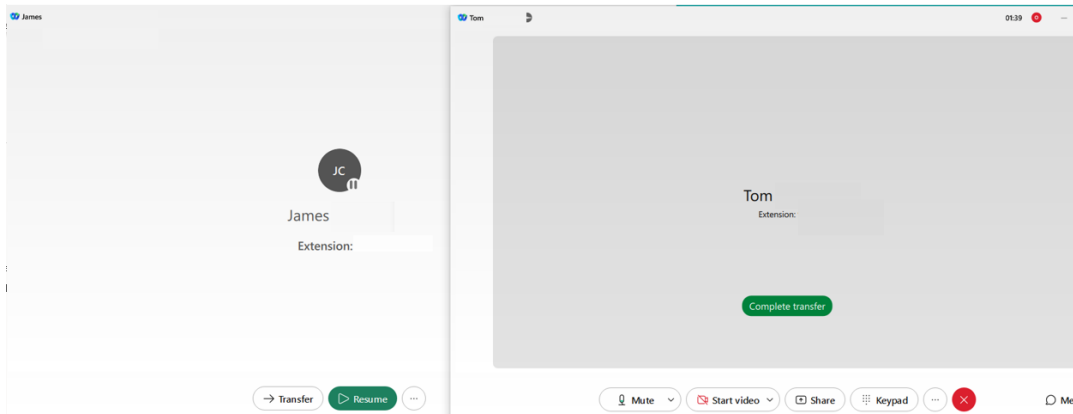 James
JC
James
Extension:
Transfer
Resume
Tom
01:39
Tom
Extension:
Complete transfer
Mute
Start video
Share
Keypad
Me